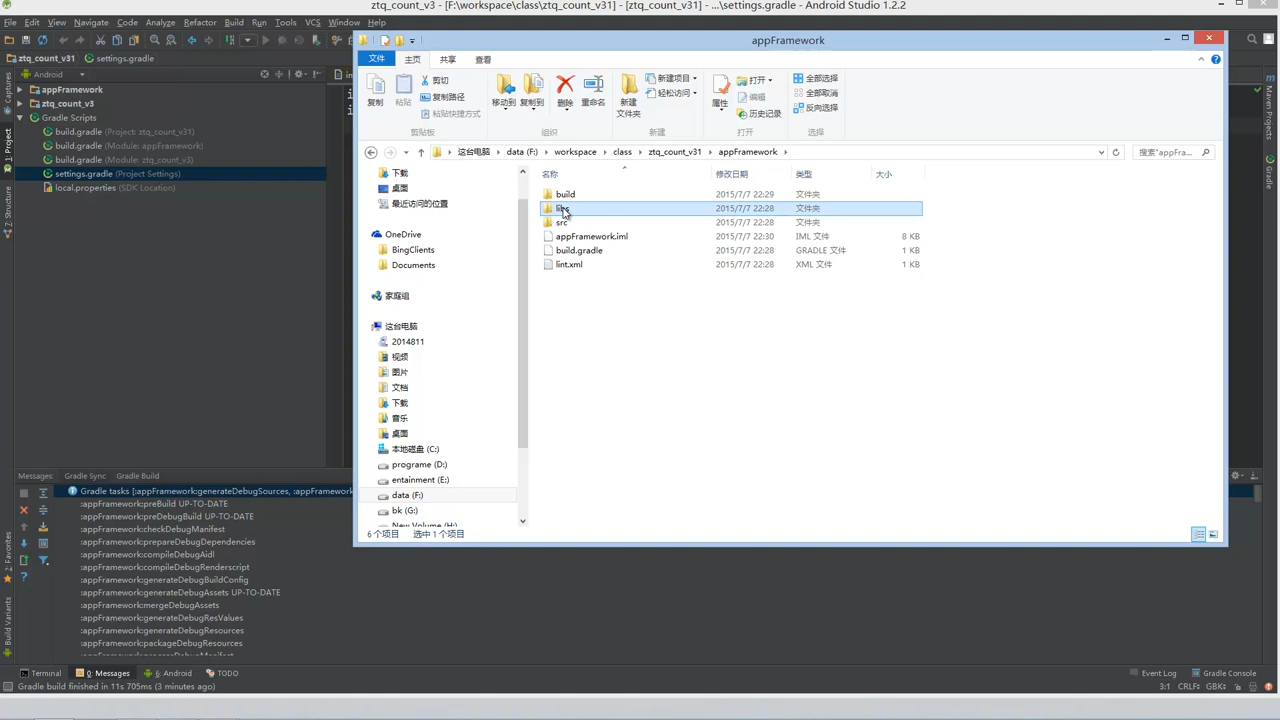 ztq_count_v3 - [F:\workspace\class\ztq_count_v31] - [ztq_count_v31] - ...\settings.gradle - Android Studio 1.2.2
File Edit View Navigate Code Analyze Refactor Build Run Tools VCS Window Help
ztq_count_v31 settings.gradle
Android
appFramework
ztq_count_v3
Gradle Scripts
build.gradle (Project: ztq_count_v31)
build.gradle (Module: appFramework)
build.gradle (Module: ztq_count_v3)
settings.gradle (Project Settings)
local.properties (SDK Location)
Captures
1: Project
7: Structure
2: Favorites
Build Variants
Maven Projects
Gradle
appFramework
文件 主页 共享 查看
复制
粘贴
剪切
复制路径
粘贴快捷方式
剪贴板
移动到 复制到 删除 重命名
组织
新建
文件夹
新建项目
轻松访问
新建
属性
打开
编辑
历史记录
打开
全部选择
全部取消
反向选择
选择
这台电脑 data (F:) workspace class ztq_count_v31 appFramework
搜索"appFra...
下载
桌面
最近访问的位置
OneDrive
BingClients
Documents
家庭组
这台电脑
2014811
视频
图片
文档
下载
音乐
桌面
本地磁盘 (C:)
programe (D:)
entainment (E:)
data (F:)
bk (G:)
New Volume (H:)
名称 修改日期 类型 大小
build 2015/7/7 22:29 文件夹
libs 2015/7/7 22:28 文件夹
src 2015/7/7 22:28 文件夹
appFramework.iml 2015/7/7 22:30 IML 文件 8 KB
build.gradle 2015/7/7 22:28 GRADLE 文件 1 KB
lint.xml 2015/7/7 22:28 XML 文件 1 KB
6 个项目 选中 1 个项目
Messages: Gradle Sync Gradle Build
Gradle tasks [:appFramework:generateDebugSources, :appFramework
:appFramework:preBuild UP-TO-DATE
:appFramework:preDebugBuild UP-TO-DATE
:appFramework:checkDebugManifest
:appFramework:prepareDebugDependencies
:appFramework:compileDebugAidl
:appFramework:compileDebugRenderscript
:appFramework:generateDebugBuildConfig
:appFramework:generateDebugAssets UP-TO-DATE
:appFramework:mergeDebugAssets
:appFramework:generateDebugResValues
:appFramework:generateDebugResources
:appFramework:packageDebugResources
Terminal 0: Messages 6: Android TODO Event Log Gradle Console
Gradle build finished in 11s 705ms (3 minutes ago) 3:1 CRLF GBK